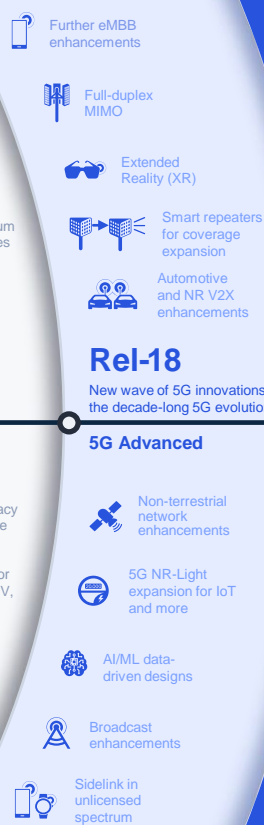 Further eMBB
enhancements
Full-duplex
MIMO
Extended
Reality (XR)
Smart repeaters
for coverage
expansion
Automotive
and NR V2X
enhancements
Rel-18
New wave of 5G innovations
the decade-long 5G evolutio
5G Advanced
Non-terrestrial
network
enhancements
5G NR-Light
expansion for IoT
and more
AI/ML data-
driven designs
Broadcast
enhancements
Sidelink in
unlicensed
spectrum